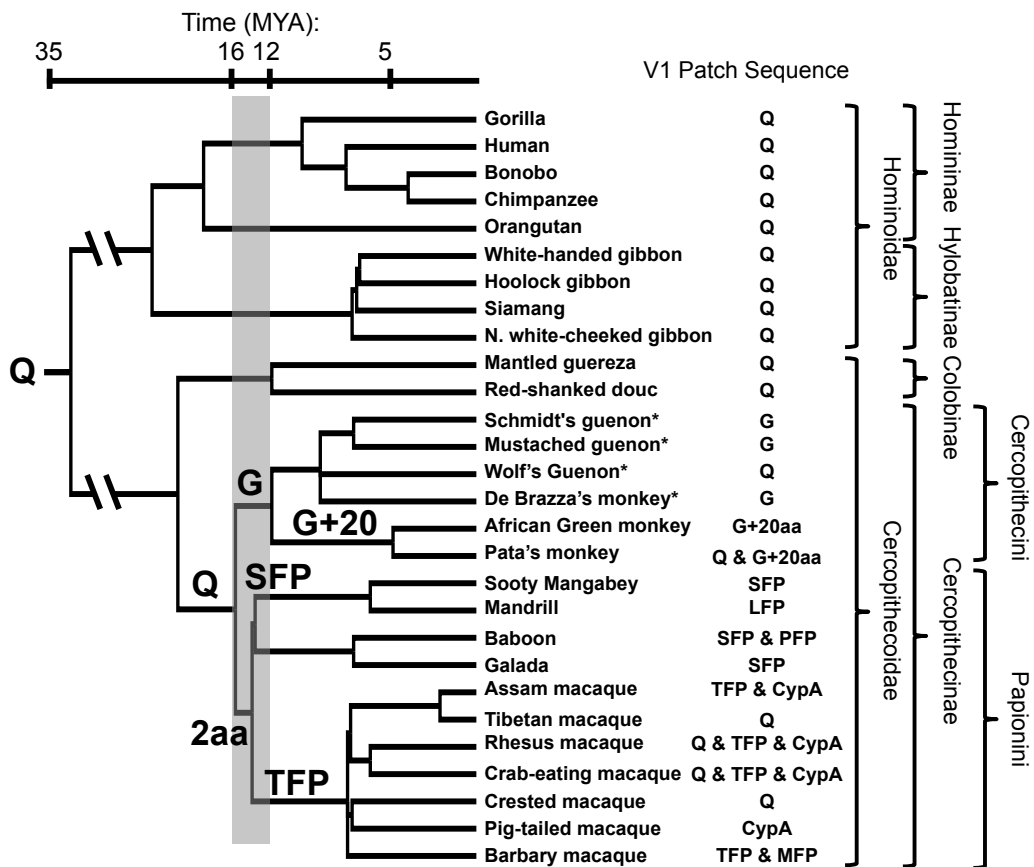 Time (MYA):
35 16 12 5
V1 Patch Sequence
Gorilla Q
Human Q
Bonobo Q
Chimpanzee Q
Orangutan Q
White-handed gibbon Q
Hoolock gibbon Q
Siamang Q
N. white-cheeked gibbon Q
Mantled guereza Q
Red-shanked douc Q
Schmidt's guenon* G
Mustached guenon* G
Wolf's Guenon* Q
De Brazza's monkey* G
African Green monkey G+20aa
Pata's monkey Q & G+20aa
Sooty Mangabey SFP
Mandrill LFP
Baboon SFP & PFP
Galada SFP
Assam macaque TFP & CypA
Tibetan macaque Q
Rhesus macaque Q & TFP & CypA
Crab-eating macaque Q & TFP & CypA
Crested macaque Q
Pig-tailed macaque CypA
Barbary macaque TFP & MFP
Q
G
G+20
Q
SFP
2aa
TFP
Hominoidae
Cercopithecoidae
Homininae
Hylobatinae
Colobinae
Cercopithecinae
Cercopithecini
Papionini